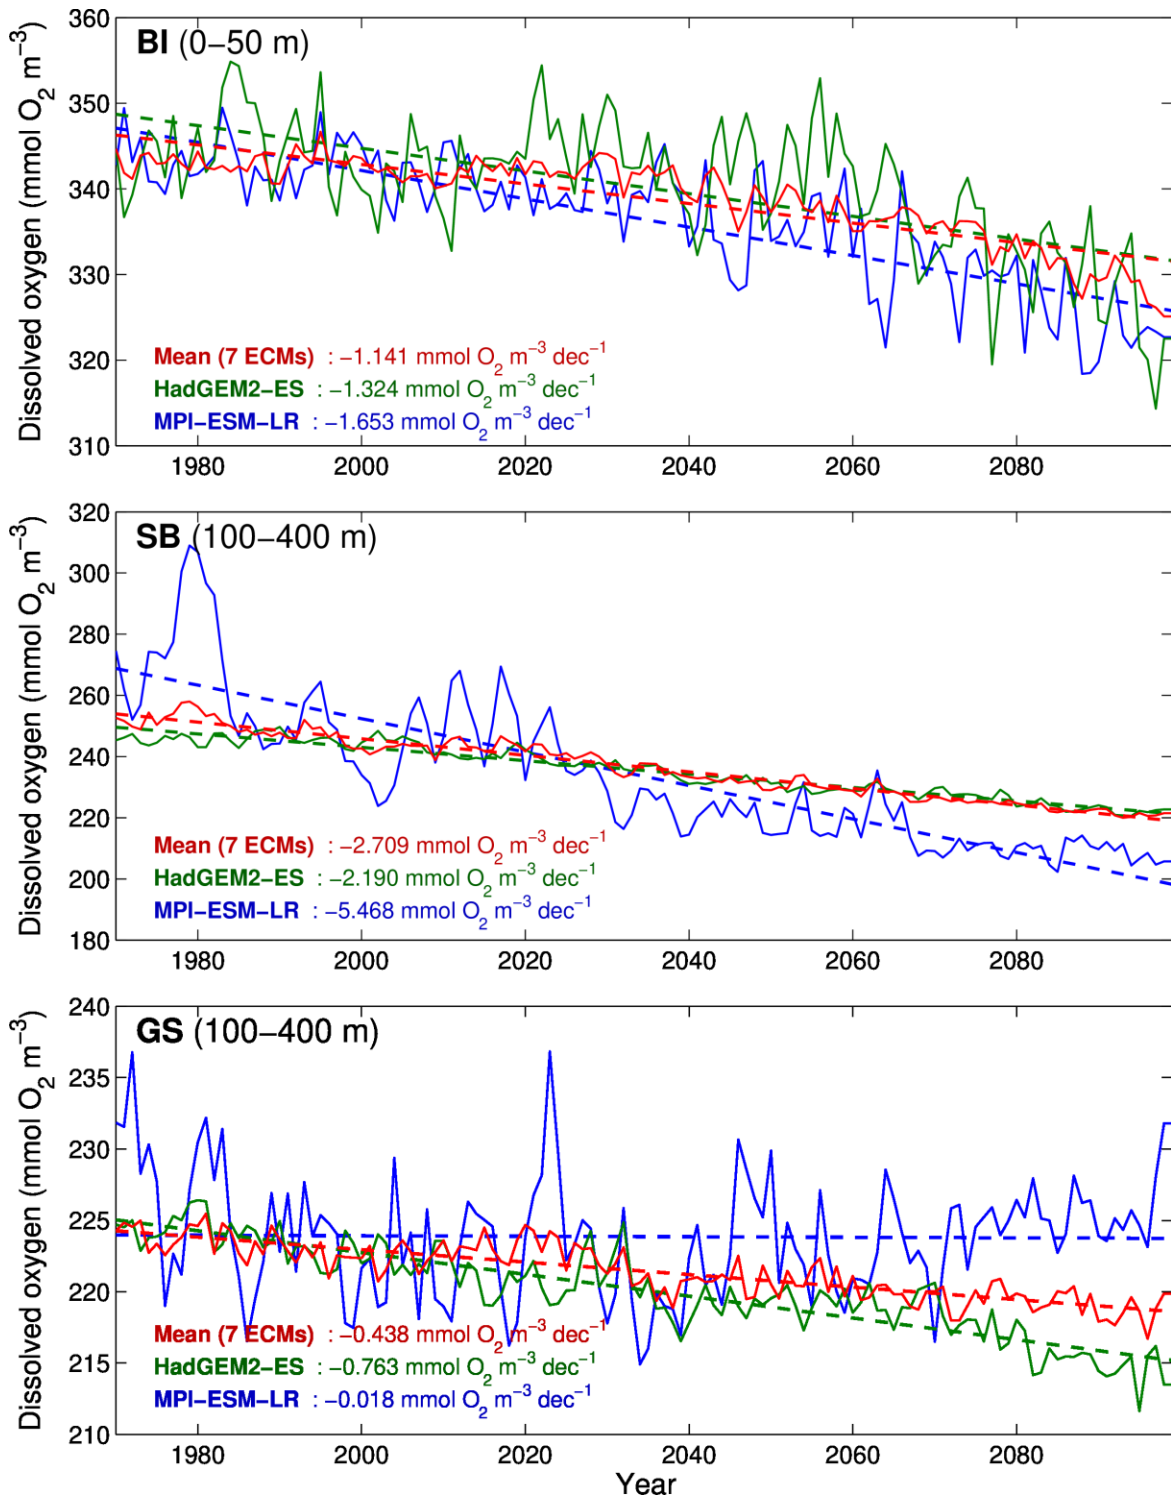 BI (0−50 m)
Dissolved oxygen (mmol O₂ m⁻³)
360
350
340
330
320
310
Mean (7 ECMs) : −1.141 mmol O₂ m⁻³ dec⁻¹
HadGEM2−ES : −1.324 mmol O₂ m⁻³ dec⁻¹
MPI−ESM−LR : −1.653 mmol O₂ m⁻³ dec⁻¹
1980 2000 2020 2040 2060 2080
SB (100−400 m)
Dissolved oxygen (mmol O₂ m⁻³)
320
300
280
260
240
220
200
180
Mean (7 ECMs) : −2.709 mmol O₂ m⁻³ dec⁻¹
HadGEM2−ES : −2.190 mmol O₂ m⁻³ dec⁻¹
MPI−ESM−LR : −5.468 mmol O₂ m⁻³ dec⁻¹
1980 2000 2020 2040 2060 2080
GS (100−400 m)
Dissolved oxygen (mmol O₂ m⁻³)
240
235
230
225
220
215
210
Mean (7 ECMs) : −0.438 mmol O₂ m⁻³ dec⁻¹
HadGEM2−ES : −0.763 mmol O₂ m⁻³ dec⁻¹
MPI−ESM−LR : −0.018 mmol O₂ m⁻³ dec⁻¹
1980 2000 2020 2040 2060 2080
Year